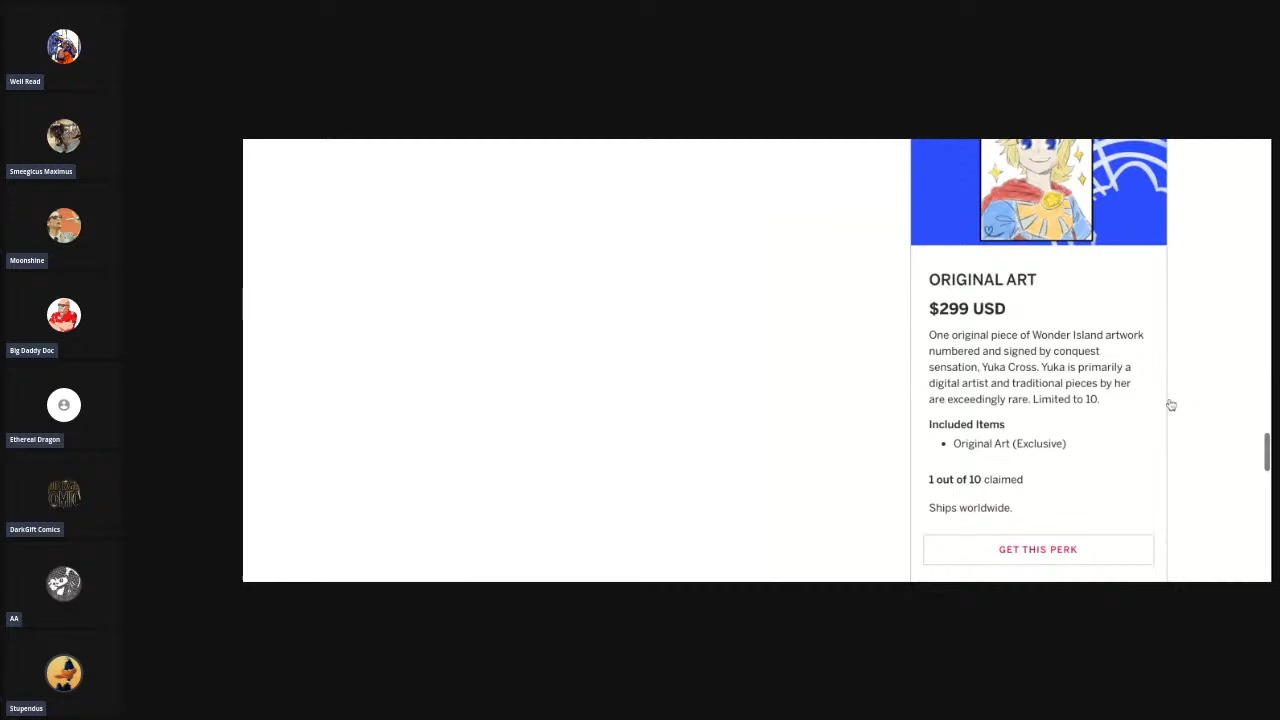 Well Read
Smeegicus Maximus
Moonshine
Big Daddy Doc
Ethereal Dragon
DarkGift Comics
AA
Stupendus
ORIGINAL ART
$299 USD
One original piece of Wonder Island artwork
numbered and signed by conquest
sensation, Yuka Cross. Yuka is primarily a
digital artist and traditional pieces by her
are exceedingly rare. Limited to 10.
Included Items
• Original Art (Exclusive)
1 out of 10 claimed
Ships worldwide.
GET THIS PERK